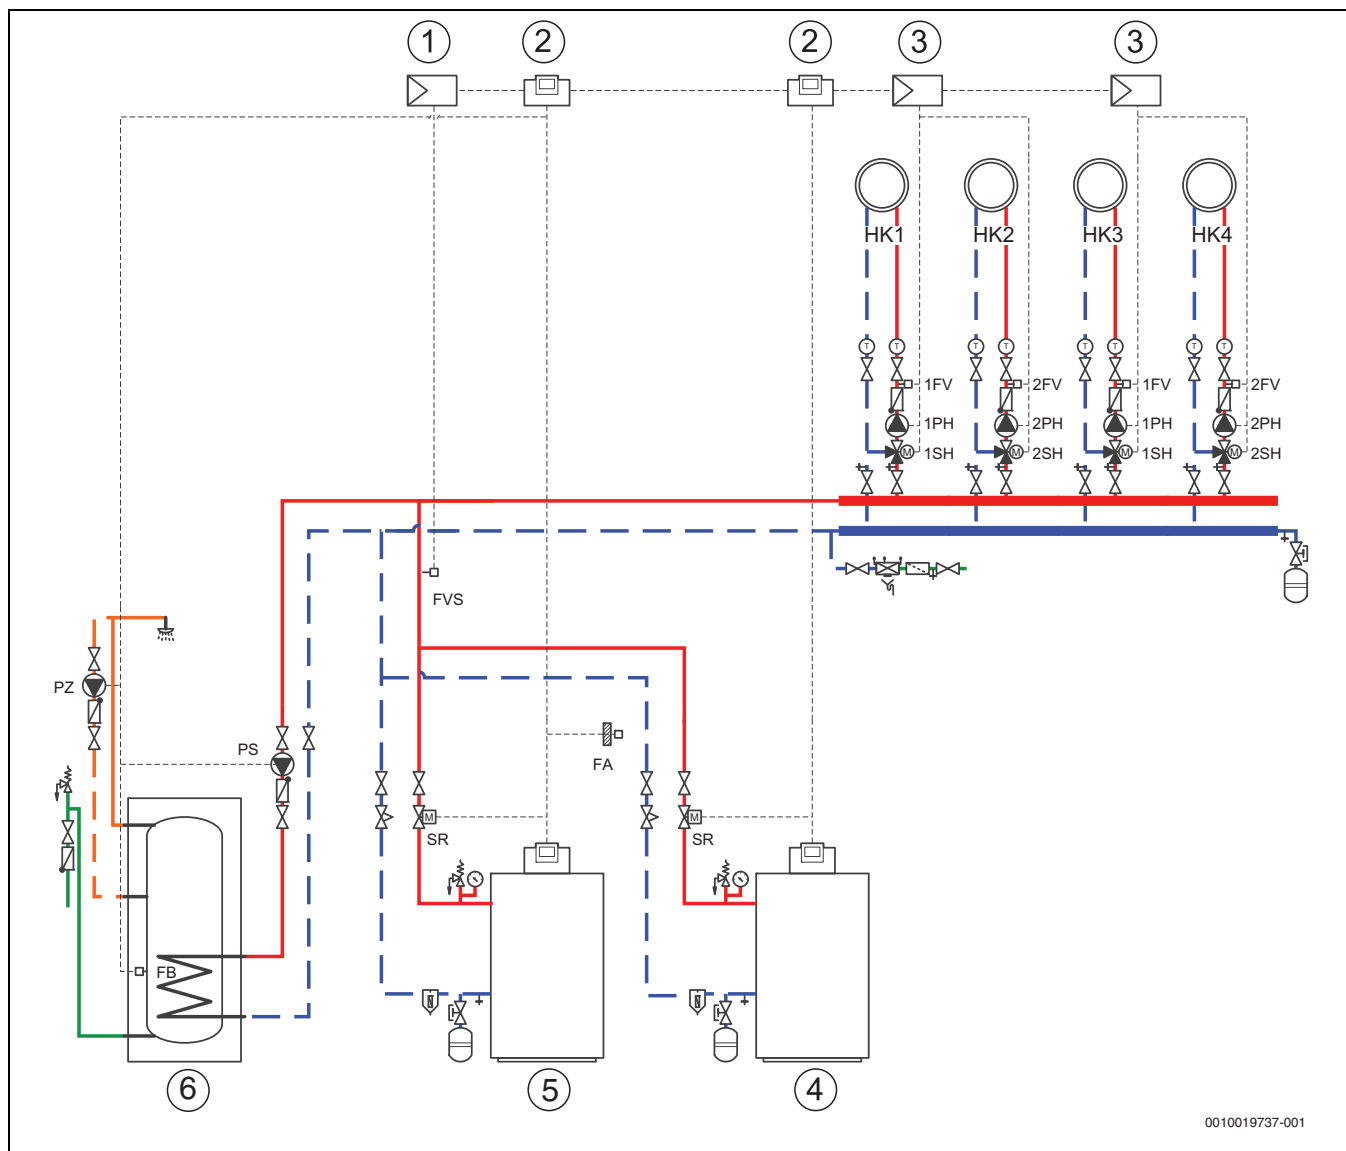 1 2 2 3 3
HK1 HK2 HK3 HK4
T T T T T T T T
1FV 2FV 1FV 2FV
1PH 2PH 1PH 2PH
M 1SH M 2SH M 1SH M 2SH
FVS
PZ
PS
FA
M M
SR SR
FB
6 5 4
0010019737-001